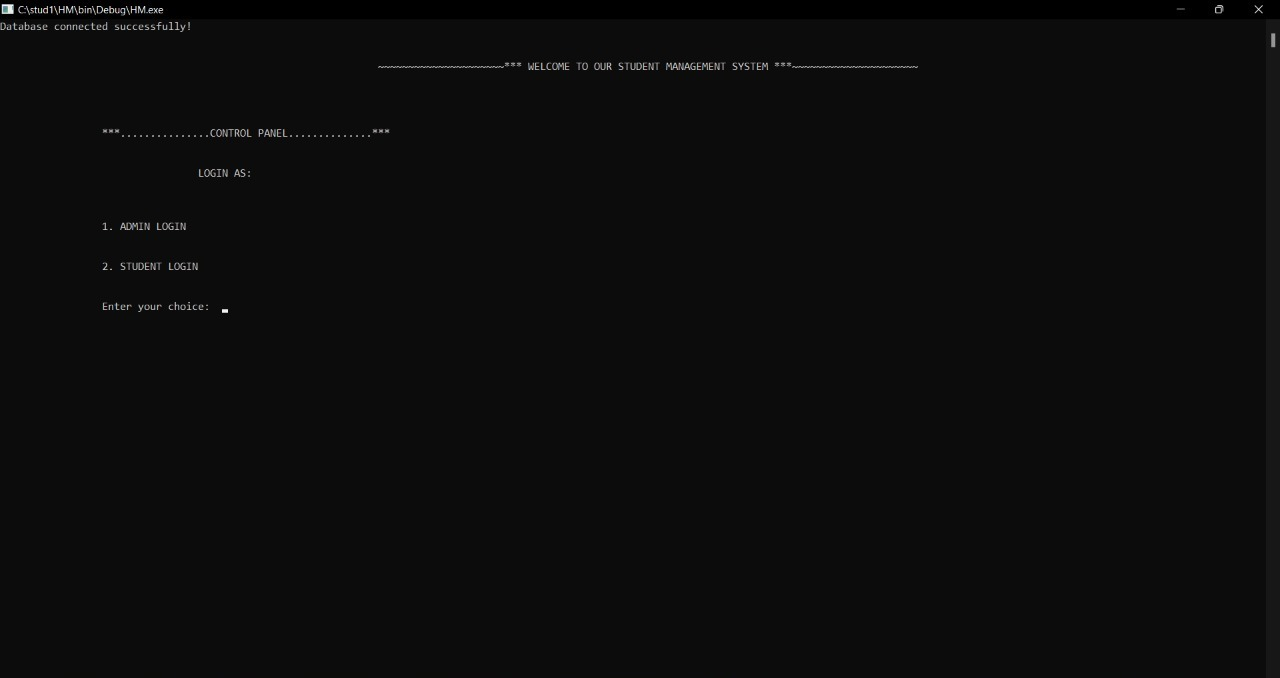 C:\stud1\HM\bin\Debug\HM.exe
Database connected successfully!
~~~~~~~~~~~~~~~~~~~~~*** WELCOME TO OUR STUDENT MANAGEMENT SYSTEM ***~~~~~~~~~~~~~~~~~~~~~
***...............CONTROL PANEL..............***
LOGIN AS:
1. ADMIN LOGIN
2. STUDENT LOGIN
Enter your choice: